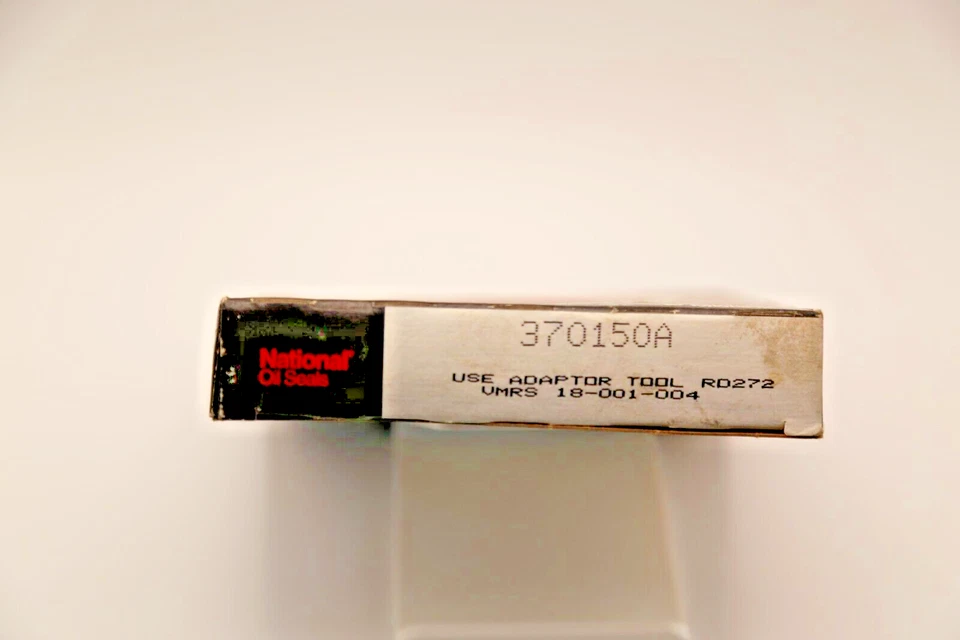 National®
Oil Seals
370150A
USE ADAPTOR TOOL RD272
VMRS 18-001-004